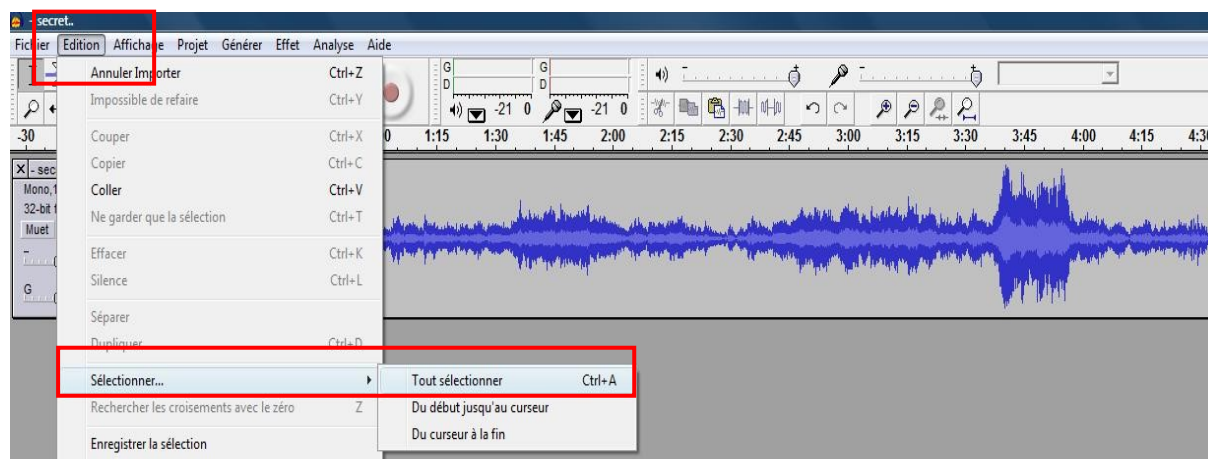 - secret..
Fichier Edition Affichage Projet Générer Effet Analyse Aide
Annuler Importer Ctrl+Z
Impossible de refaire Ctrl+Y
Couper Ctrl+X
Copier Ctrl+C
Coller Ctrl+V
Ne garder que la sélection Ctrl+T
Effacer Ctrl+K
Silence Ctrl+L
Séparer
Dupliquer Ctrl+D
Sélectionner...
Rechercher les croisements avec le zéro Z
Enregistrer la sélection
Tout sélectionner Ctrl+A
Du début jusqu'au curseur
Du curseur à la fin
G G
D D
-21 0 -21 0
-30 0 1:15 1:30 1:45 2:00 2:15 2:30 2:45 3:00 3:15 3:30 3:45 4:00 4:15 4:30
X - sec
Mono,1
32-bit f
Muet
G